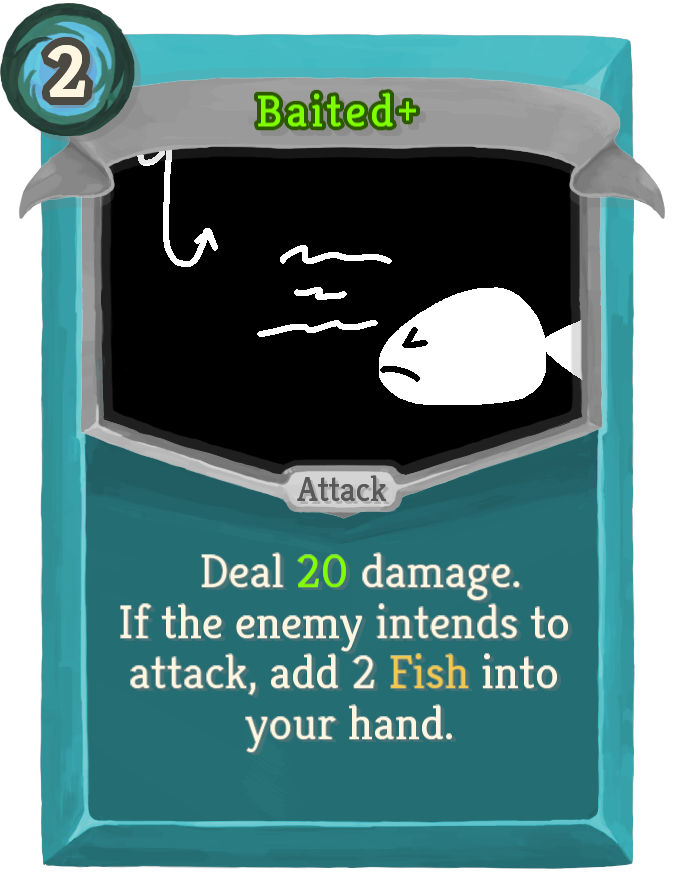 2
Baited+
Attack
Deal 20 damage.
If the enemy intends to
attack, add 2 Fish into
your hand.